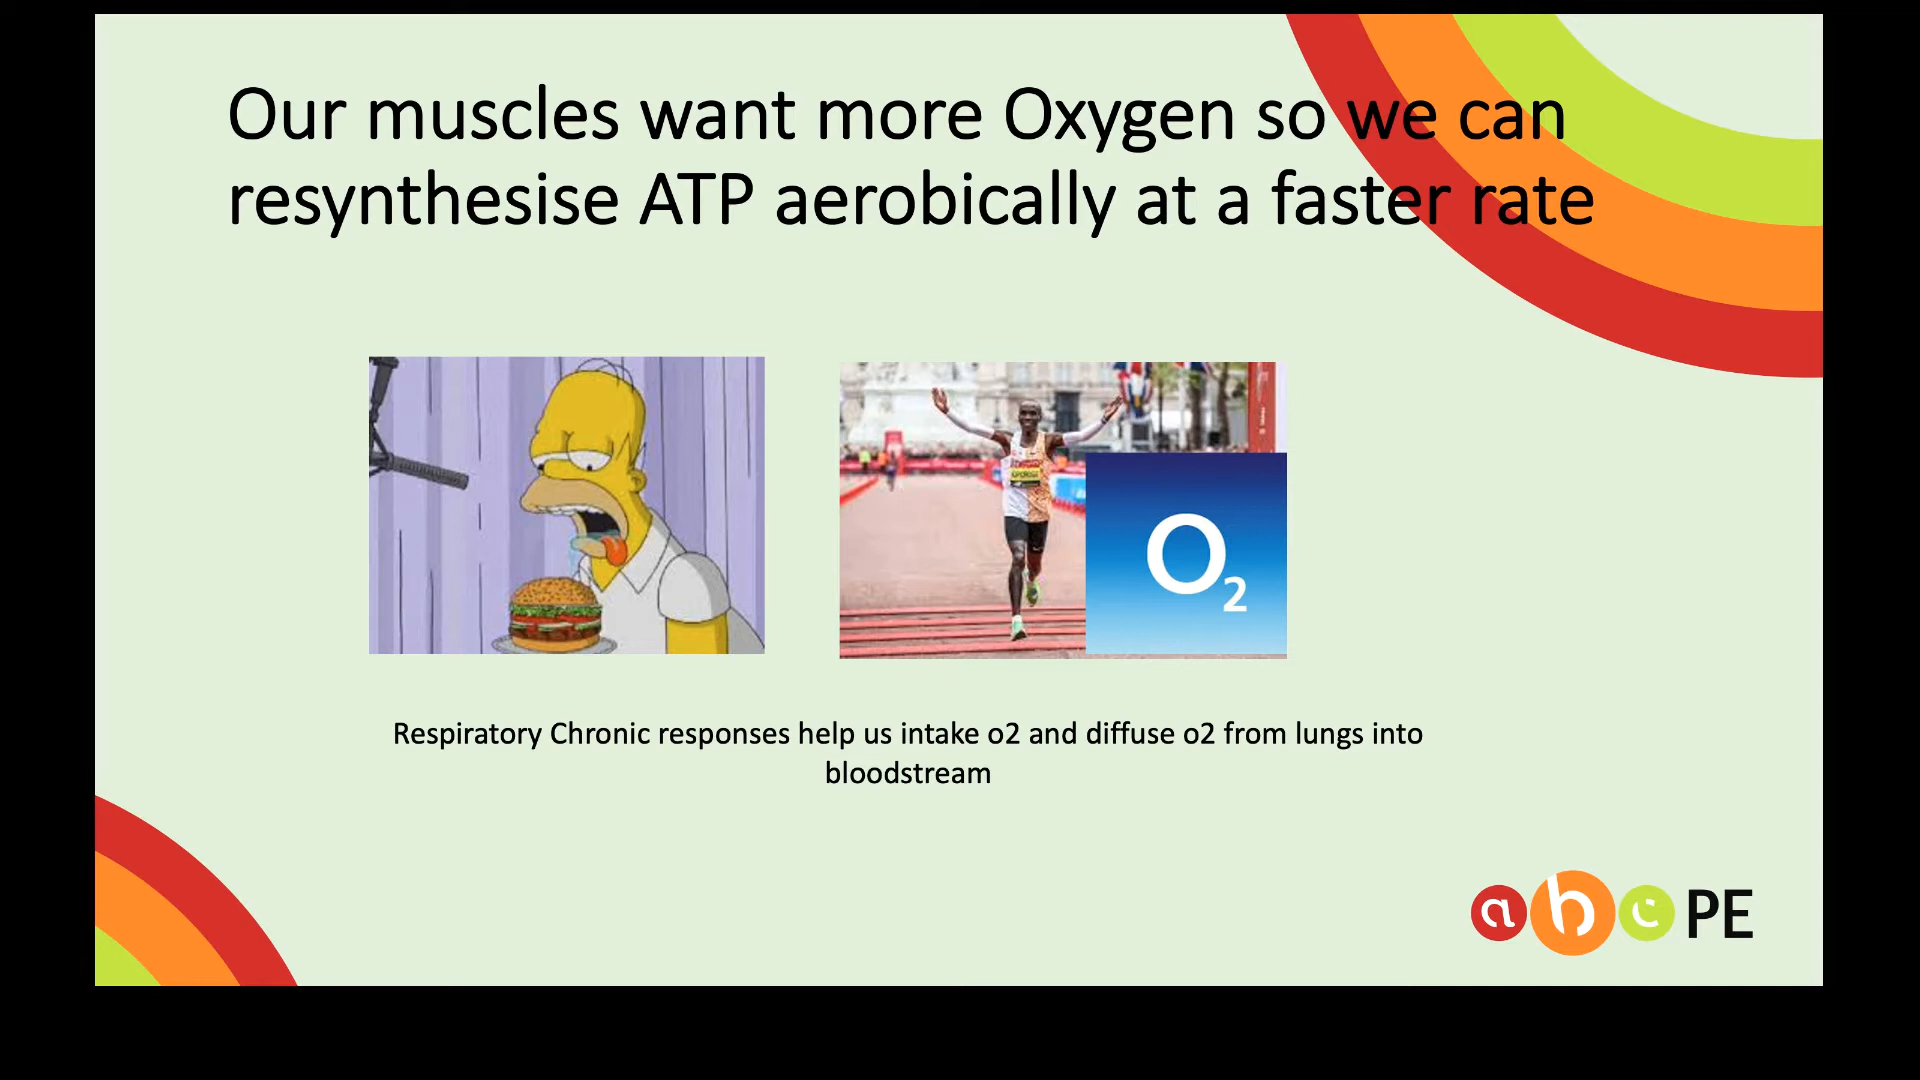 Our muscles want more Oxygen so we can
resynthesise ATP aerobically at a faster rate
O2
Respiratory Chronic responses help us intake o2 and diffuse o2 from lungs into
bloodstream
abc PE